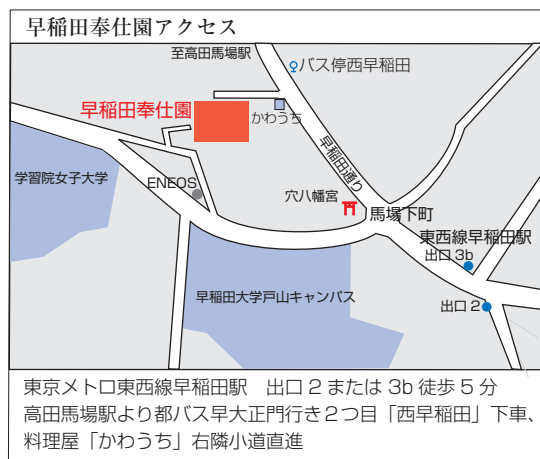 早稲田奉仕園アクセス
至高田馬場駅
バス停西早稲田
早稲田奉仕園
かわうち
早稲田通り
学習院女子大学
ENEOS
穴八幡宮
馬場下町
東西線早稲田駅
出口 3b
早稲田大学戸山キャンパス
出口 2
東京メトロ東西線早稲田駅　出口 2 または 3b 徒歩 5 分
高田馬場駅より都バス早大正門行き２つ目「西早稲田」下車、
料理屋「かわうち」右隣小道直進